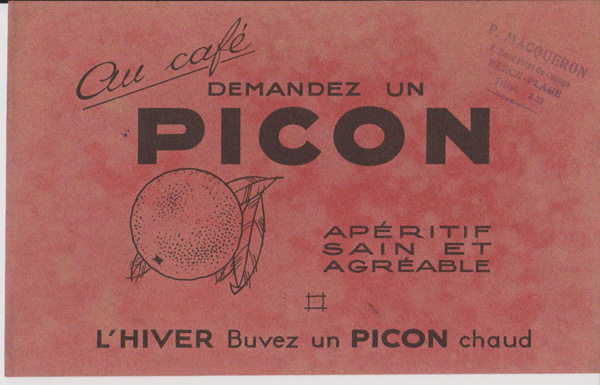 Au café
DEMANDEZ UN
PICON
P. MACQUERON
BERCK-PLAGE
APÉRITIF
SAIN ET
AGRÉABLE
L'HIVER Buvez un PICON chaud